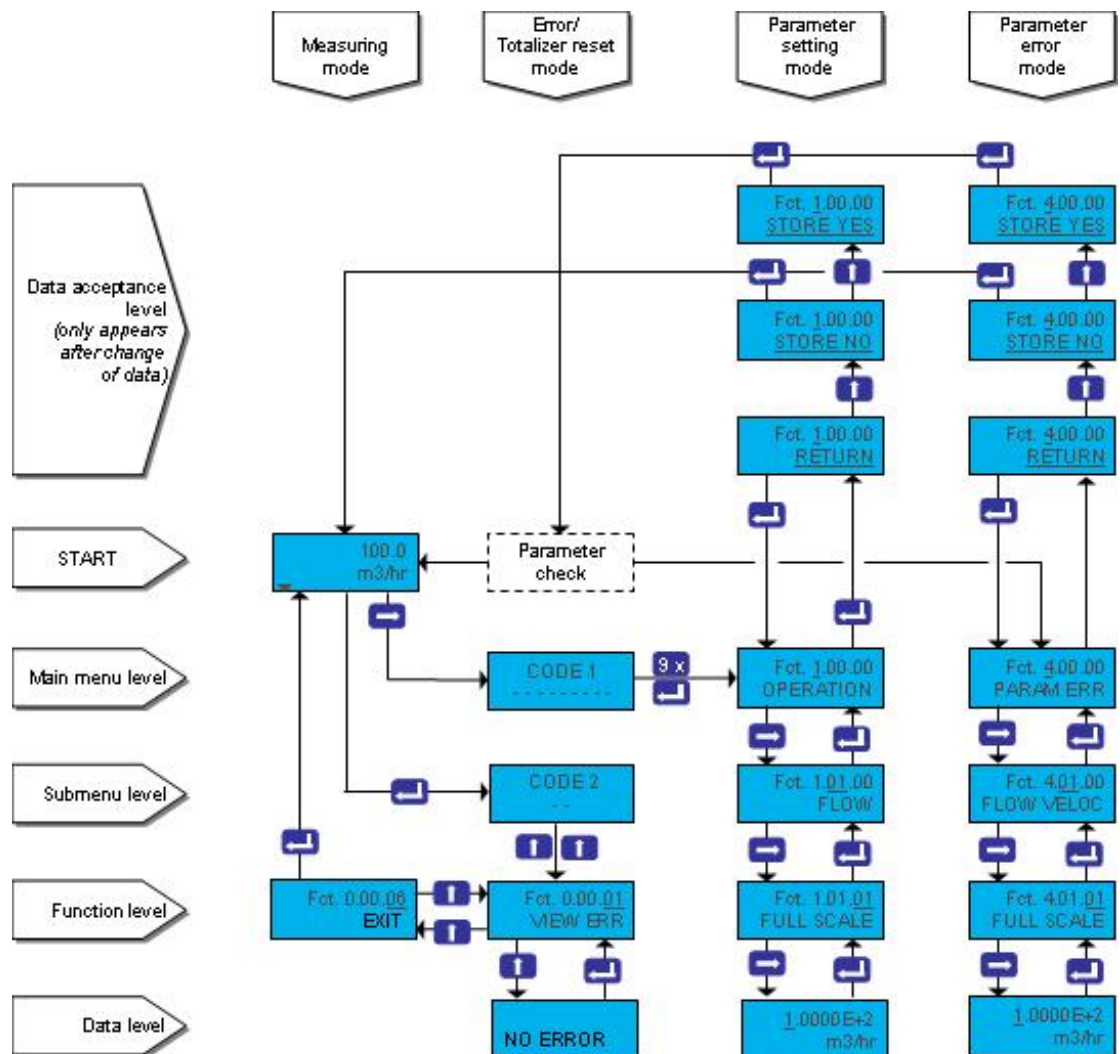 Measuring
mode
Error/
Totalizer reset
mode
Parameter
setting
mode
Parameter
error
mode
Data acceptance
level
(only appears
after change
of data)
Fct. 1.00.00
STORE YES
Fct. 4.00.00
STORE YES
Fct. 1.00.00
STORE NO
Fct. 4.00.00
STORE NO
Fct. 1.00.00
RETURN
Fct. 4.00.00
RETURN
START
100.0
m3/hr
Parameter
check
Main menu level
CODE 1
- - - - - - - - -
9 x
Fct. 1.00.00
OPERATION
Fct. 4.00.00
PARAM ERR
Submenu level
CODE 2
- -
Fct. 1.01.00
FLOW
Fct. 4.01.00
FLOW VELOC
Function level
Fct. 0.00.06
EXIT
Fct. 0.00.01
VIEW ERR
Fct. 1.01.01
FULL SCALE
Fct. 4.01.01
FULL SCALE
Data level
NO ERROR
1.0000E+2
m3/hr
1.0000E+2
m3/hr